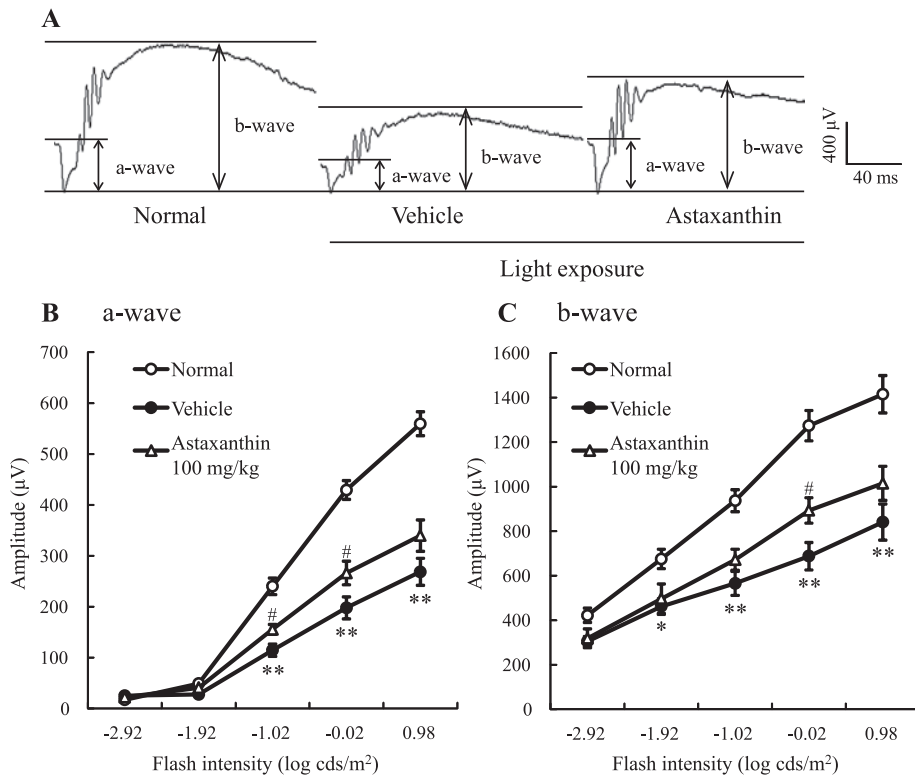 A
a-wave
b-wave
a-wave
b-wave
a-wave
b-wave
400 μV
40 ms
Normal
Vehicle
Astaxanthin
Light exposure
B a-wave
700
600
500
400
300
200
100
0
Amplitude (μV)
Normal
Vehicle
Astaxanthin
100 mg/kg
#
#
**
**
**
-2.92 -1.92 -1.02 -0.02 0.98
Flash intensity (log cds/m²)
C b-wave
1600
1400
1200
1000
800
600
400
200
0
Amplitude (μV)
Normal
Vehicle
Astaxanthin
100 mg/kg
#
*
**
**
**
-2.92 -1.92 -1.02 -0.02 0.98
Flash intensity (log cds/m²)